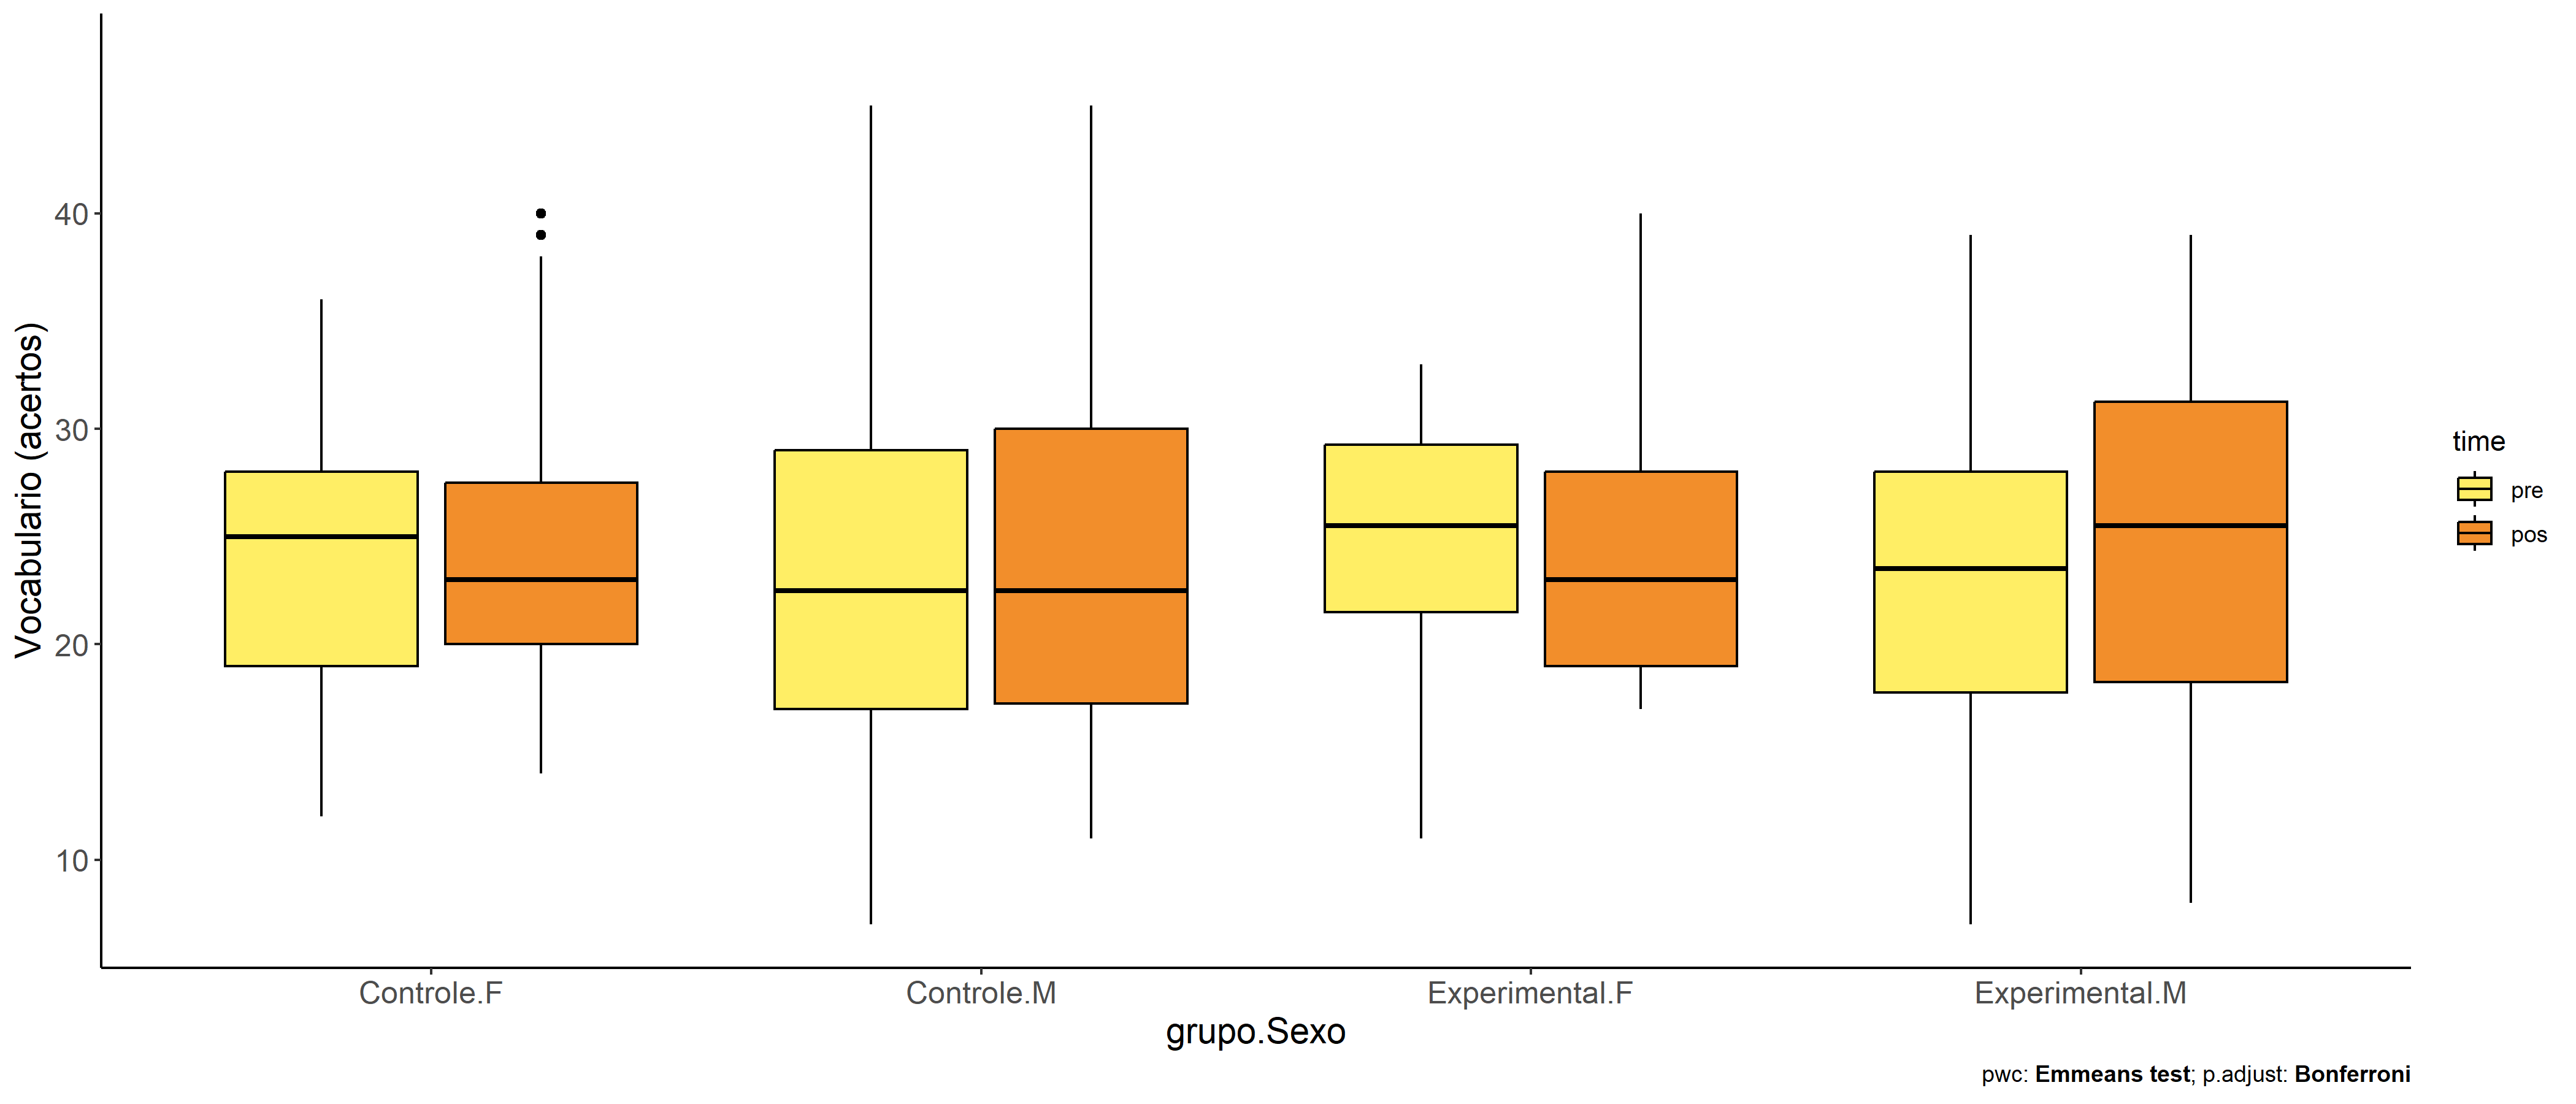 Vocabulario (acertos)
40
30
20
10
Controle.F
Controle.M
Experimental.F
Experimental.M
grupo.Sexo
time
pre
pos
pwc: Emmeans test; p.adjust: Bonferroni